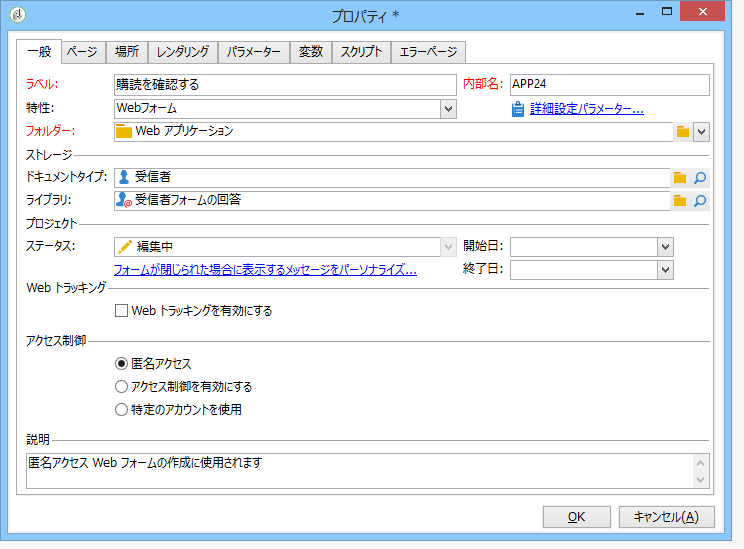 プロパティ *
一般 ページ 場所 レンダリング パラメーター 変数 スクリプト エラーページ
ラベル: 購読を確認する 内部名: APP24
特性: Webフォーム 詳細設定パラメーター...
フォルダー: Web アプリケーション
ストレージ
ドキュメントタイプ: 受信者
ライブラリ: 受信者フォームの回答
プロジェクト
ステータス: 編集中 開始日:
フォームが閉じられた場合に表示するメッセージをパーソナライズ... 終了日:
Web トラッキング
Web トラッキングを有効にする
アクセス制御
匿名アクセス
アクセス制御を有効にする
特定のアカウントを使用
説明
匿名アクセス Web フォームの作成に使用されます
OK キャンセル(A)